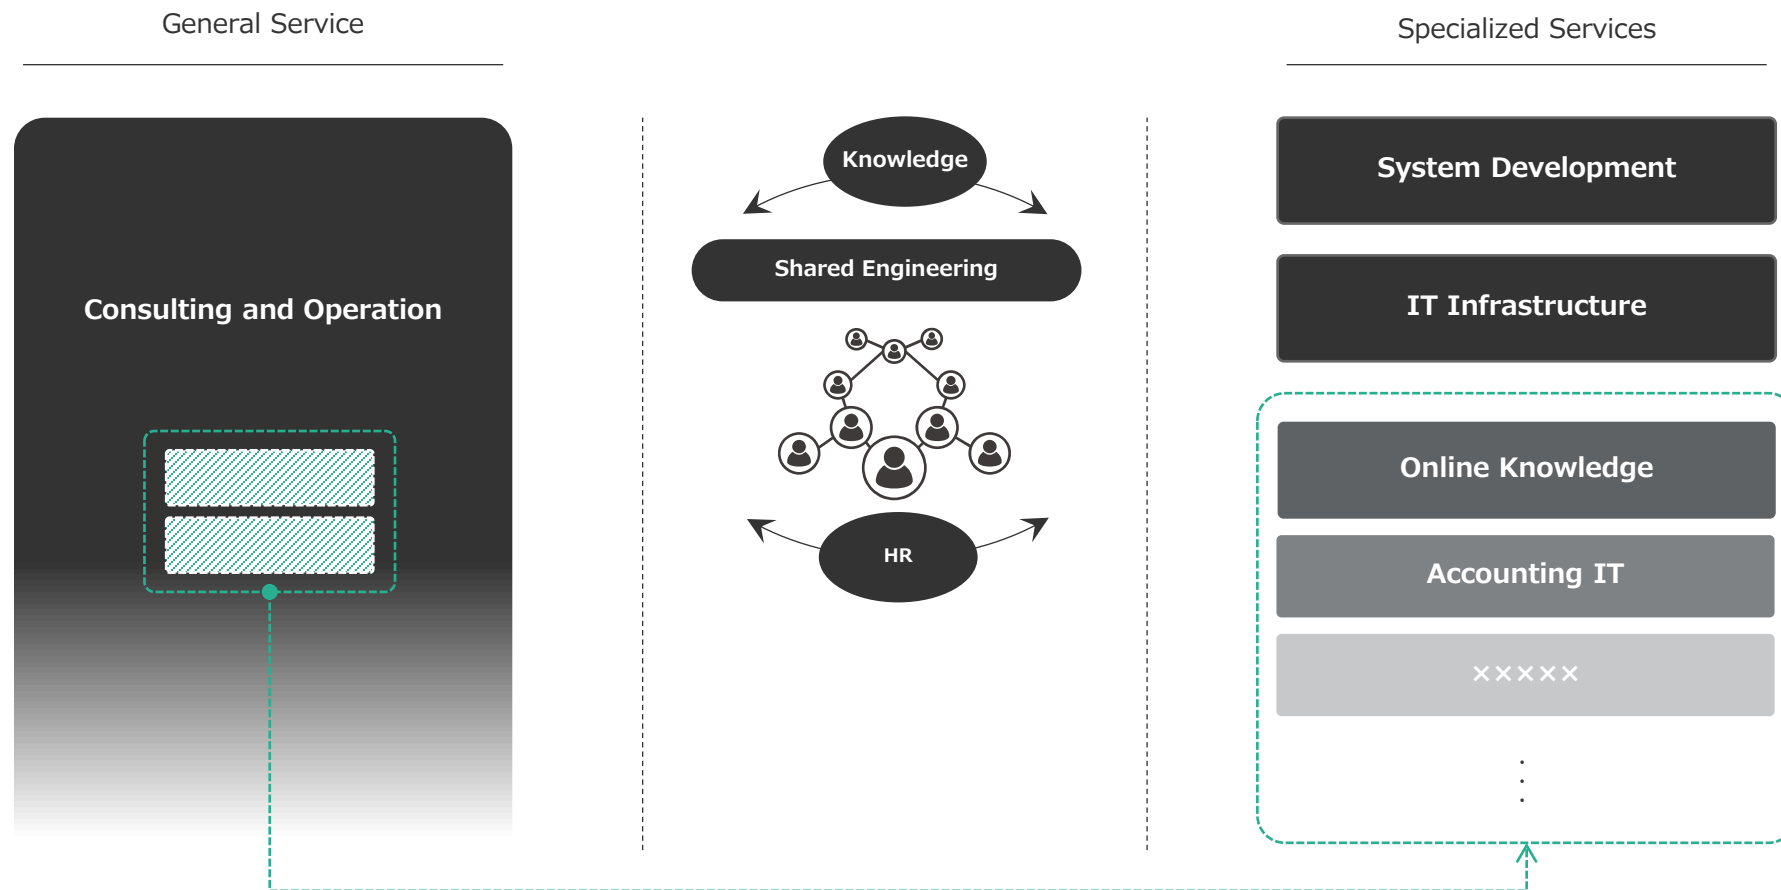 General Service
Consulting and Operation
Knowledge
Shared Engineering
HR
Specialized Services
System Development
IT Infrastructure
Online Knowledge
Accounting IT
×××××